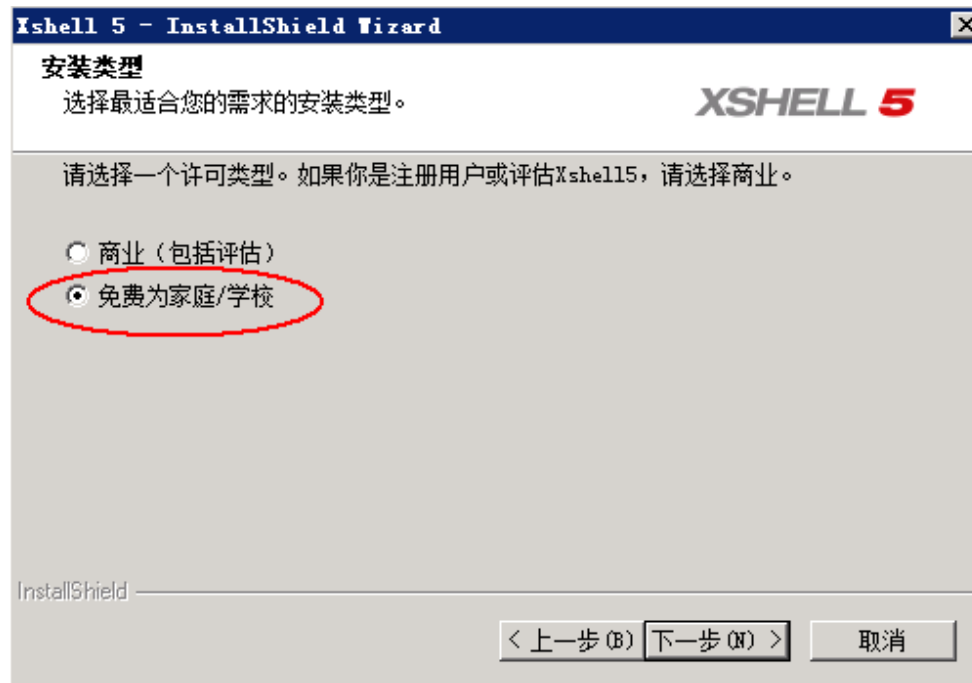 Xshell 5 - InstallShield Wizard
安装类型
选择最适合您的需求的安装类型。
XSHELL 5
请选择一个许可类型。如果你是注册用户或评估Xshell5，请选择商业。
商业（包括评估）
免费为家庭/学校
InstallShield
< 上一步(B) 下一步(N) > 取消